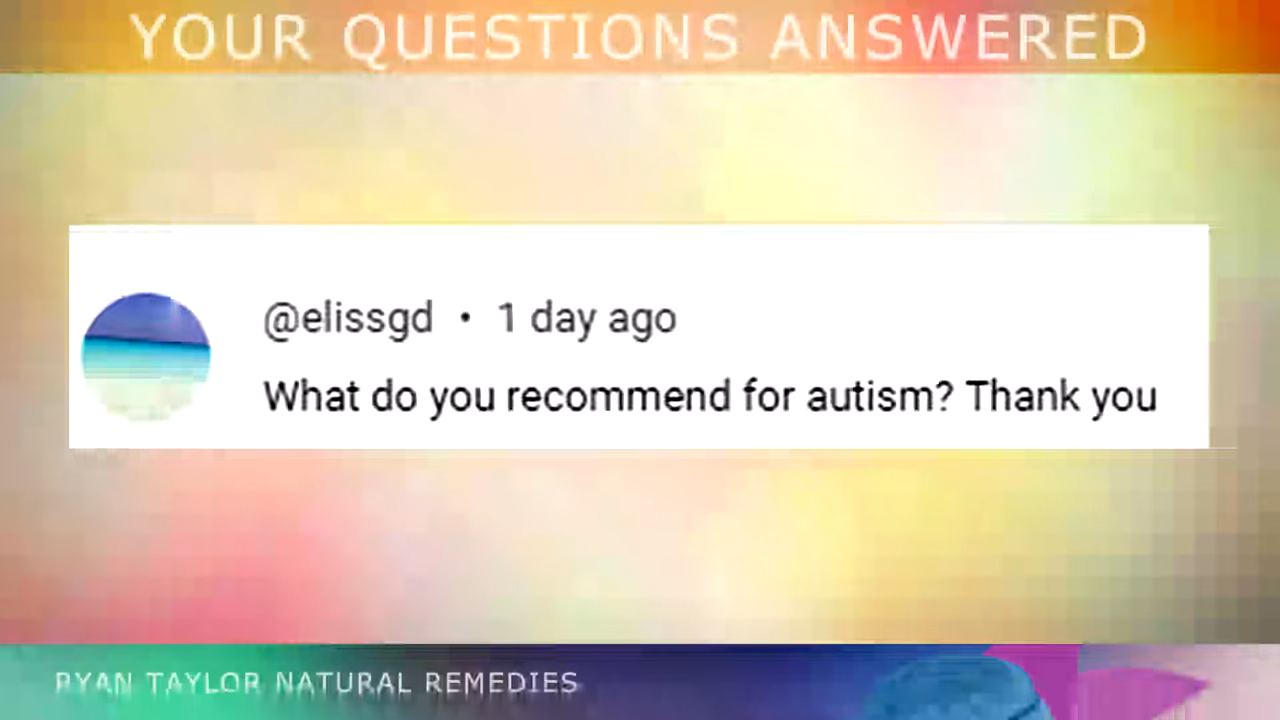 YOUR QUESTIONS ANSWERED
@elissgd • 1 day ago
What do you recommend for autism? Thank you
RYAN TAYLOR NATURAL REMEDIES